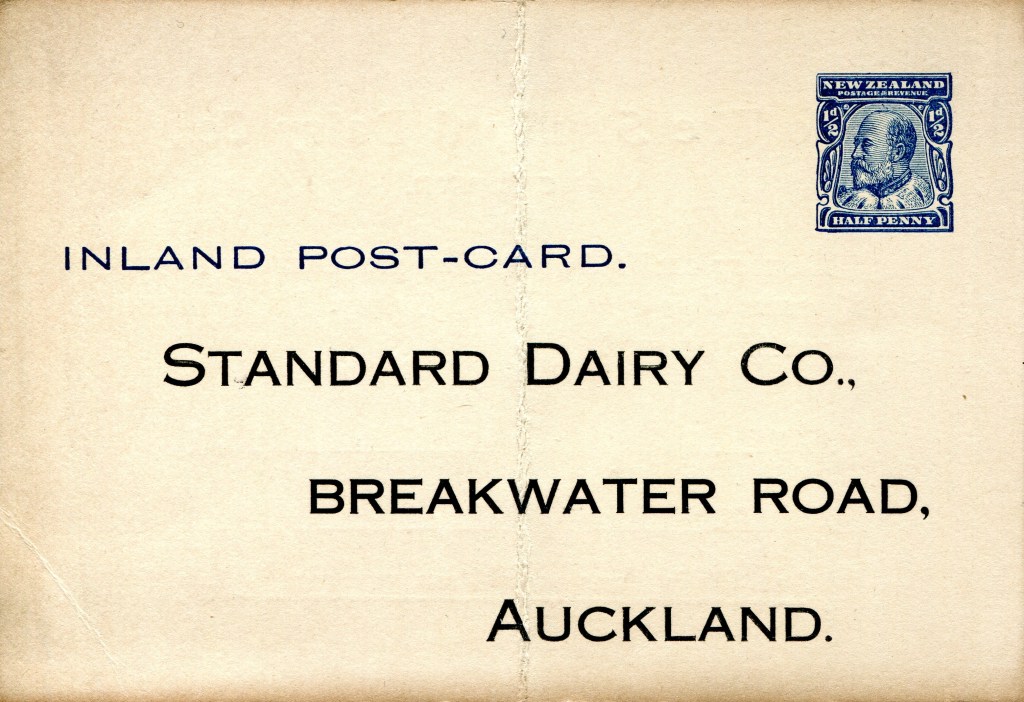 NEW ZEALAND
POSTAGE & REVENUE
1/2d 1/2d
HALF PENNY
INLAND POST-CARD.
STANDARD DAIRY CO.,
BREAKWATER ROAD,
AUCKLAND.